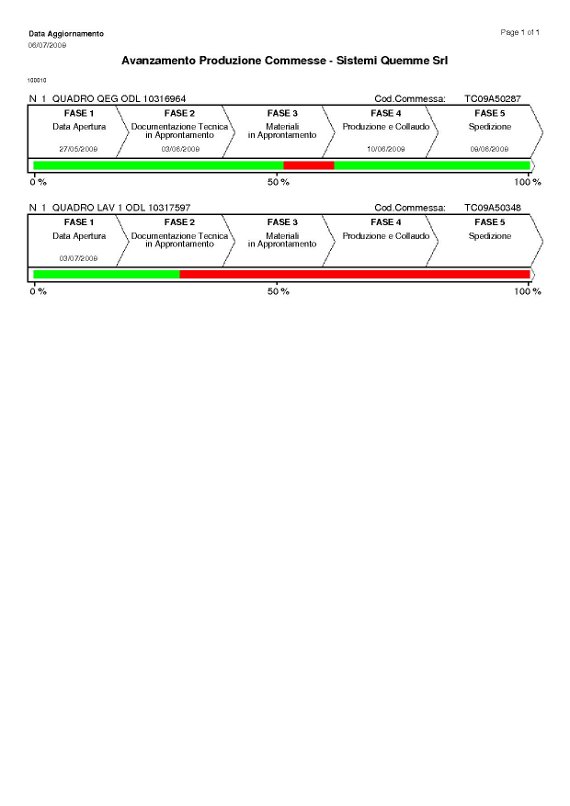 Data Aggiornamento
Page 1 of 1
06/07/2009
Avanzamento Produzione Commesse - Sistemi Quemme Srl
100010
N 1 QUADRO QEG ODL 10316964 Cod.Commessa: TC09A50287
FASE 1 FASE 2 FASE 3 FASE 4 FASE 5
Data Apertura Documentazione Tecnica Materiali Produzione e Collaudo Spedizione
in Approntamento in Approntamento
27/05/2009 03/06/2009 10/06/2009 09/06/2009
0 % 50 % 100 %
N 1 QUADRO LAV 1 ODL 10317597 Cod.Commessa: TC09A50348
FASE 1 FASE 2 FASE 3 FASE 4 FASE 5
Data Apertura Documentazione Tecnica Materiali Produzione e Collaudo Spedizione
in Approntamento in Approntamento
03/07/2009
0 % 50 % 100 %